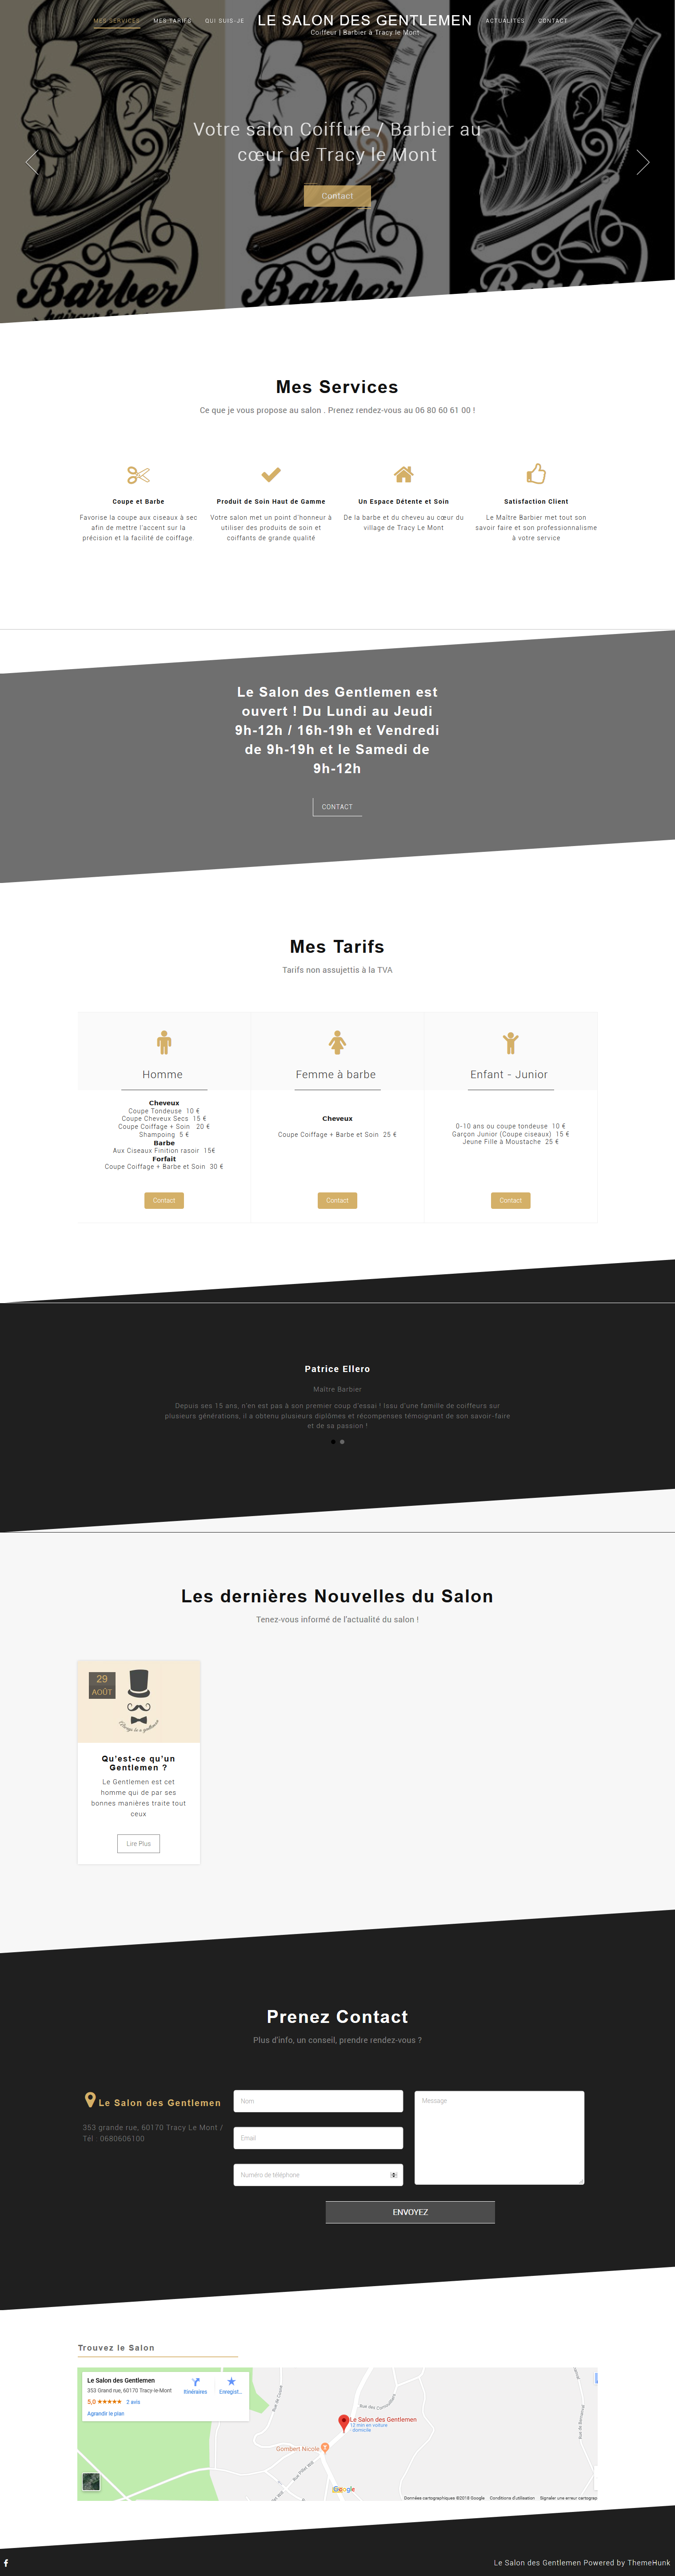 MES SERVICES
MES TARIFS
QUI SUIS-JE
LE SALON DES GENTLEMEN
Coiffeur | Barbier à Tracy le Mont
ACTUALITÉS
CONTACT
Votre salon Coiffure / Barbier au
cœur de Tracy le Mont
Contact
Barber
Barber
Barber
Mes Services
Ce que je vous propose au salon . Prenez rendez-vous au 06 80 60 61 00 !
Coupe et Barbe
Favorise la coupe aux ciseaux à sec
afin de mettre l'accent sur la
précision et la facilité de coiffage.
Produit de Soin Haut de Gamme
Votre salon met un point d'honneur à
utiliser des produits de soin et
coiffants de grande qualité
Un Espace Détente et Soin
De la barbe et du cheveu au cœur du
village de Tracy Le Mont
Satisfaction Client
Le Maître Barbier met tout son
savoir faire et son professionnalisme
à votre service
Le Salon des Gentlemen est
ouvert ! Du Lundi au Jeudi
9h-12h / 16h-19h et Vendredi
de 9h-19h et le Samedi de
9h-12h
CONTACT
Mes Tarifs
Tarifs non assujettis à la TVA
Homme
Cheveux
Coupe Tondeuse 10 €
Coupe Cheveux Secs 15 €
Coupe Coiffage + Soin 20 €
Shampoing 5 €
Barbe
Aux Ciseaux Finition rasoir 15€
Forfait
Coupe Coiffage + Barbe et Soin 30 €
Contact
Femme à barbe
Cheveux
Coupe Coiffage + Barbe et Soin 25 €
Contact
Enfant - Junior
0-10 ans ou coupe tondeuse 10 €
Garçon Junior (Coupe ciseaux) 15 €
Jeune Fille à Moustache 25 €
Contact
Patrice Ellero
Maître Barbier
Depuis ses 15 ans, n'en est pas à son premier coup d'essai ! Issu d'une famille de coiffeurs sur
plusieurs générations, il a obtenu plusieurs diplômes et récompenses témoignant de son savoir-faire
et de sa passion !
Les dernières Nouvelles du Salon
Tenez-vous informé de l'actualité du salon !
29
AOÛT
Qu'est-ce qu'un
Gentlemen ?
Le Gentlemen est cet
homme qui de par ses
bonnes manières traite tout
ceux
Lire Plus
Prenez Contact
Plus d'info, un conseil, prendre rendez-vous ?
Le Salon des Gentlemen
353 grande rue, 60170 Tracy Le Mont /
Tél : 0680606100
Nom
Email
Numéro de téléphone
Message
ENVOYEZ
Trouvez le Salon
Le Salon des Gentlemen
353 Grand rue, 60170 Tracy-le-Mont
5,0
2 avis
Agrandir le plan
Itinéraires
Enregist...
Le Salon des Gentlemen
12 min en voiture
- domicile
Gombert Nicole
Google
Données cartographiques ©2018 Google
Conditions d'utilisation
Signaler une erreur cartograp
Le Salon des Gentlemen Powered by ThemeHunk